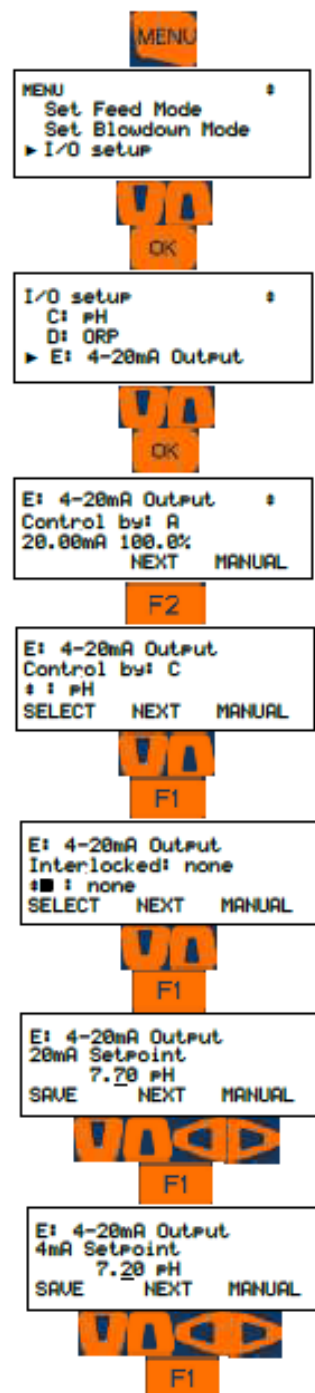 MENU
MENU
Set Feed Mode
Set Blowdown Mode
► I/O setup
OK
I/O setup
C: pH
D: ORP
► E: 4-20mA Output
OK
E: 4-20mA Output
Control by: A
20.00mA 100.0%
NEXT MANUAL
F2
E: 4-20mA Output
Control by: C
: pH
SELECT NEXT MANUAL
F1
E: 4-20mA Output
Interlocked: none
: none
SELECT NEXT MANUAL
F1
E: 4-20mA Output
20mA Setpoint
7.70 pH
SAVE NEXT MANUAL
F1
E: 4-20mA Output
4mA Setpoint
7.20 pH
SAVE NEXT MANUAL
F1